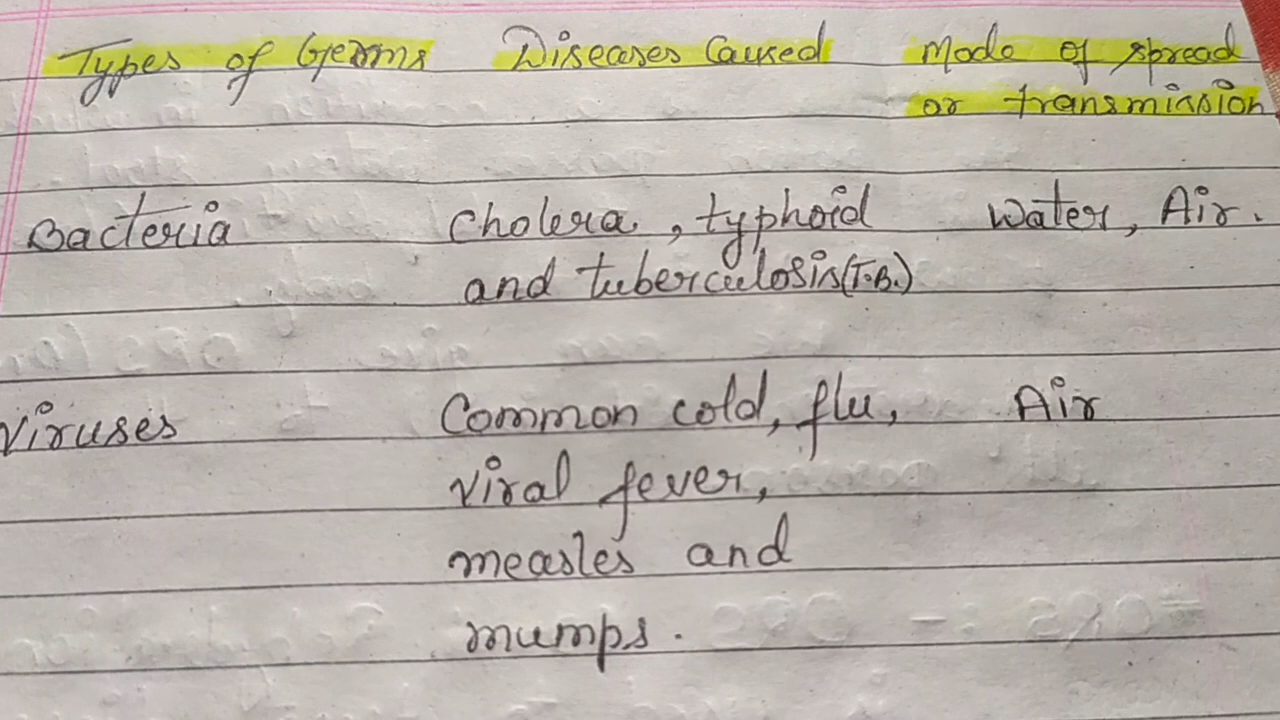 Types of Germs Diseases Caused Mode of spread
or transmission
Bacteria Cholera, typhoid Water, Air.
and tuberculosis(T.B.)
Viruses Common cold, flu, Air
viral fever,
measles and
mumps.